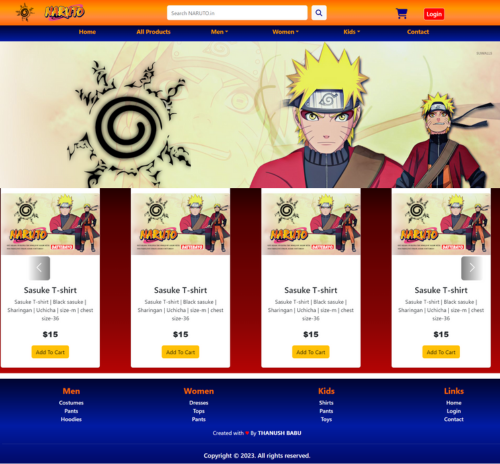 NARUTO
Search NARUTO.in
Login
Home All Products Men Women Kids Contact
NARUTO NARUTO NARUTO NARUTO
Sasuke T-shirt Sasuke T-shirt Sasuke T-shirt Sasuke T-shirt
Sasuke T-shirt | Black sasuke | Sasuke T-shirt | Black sasuke | Sasuke T-shirt | Black sasuke | Sasuke T-shirt | Black sasuke |
Sharingan | Uchicha | size-m | chest Sharingan | Uchicha | size-m | chest Sharingan | Uchicha | size-m | chest Sharingan | Uchicha | size-m | chest
size-36 size-36 size-36 size-36
$15 $15 $15 $15
Add To Cart Add To Cart Add To Cart Add To Cart
Men Women Kids Links
Costumes Dresses Shirts Home
Pants Tops Pants Login
Hoodies Pants Toys Contact
Created with ❤ By THANUSH BABU
Copyright © 2023. All rights reserved.